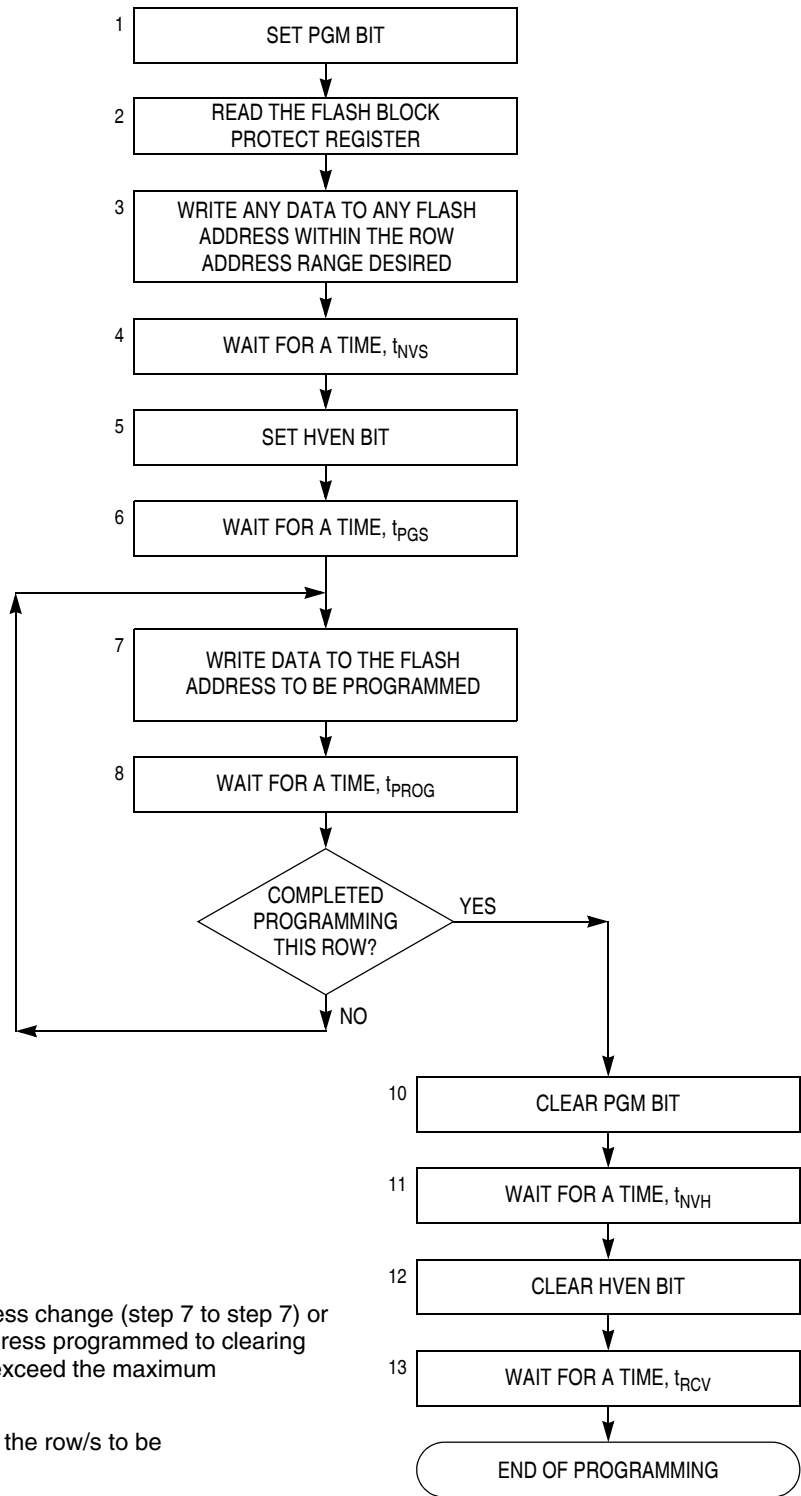 1
SET PGM BIT
2
READ THE FLASH BLOCK
PROTECT REGISTER
3
WRITE ANY DATA TO ANY FLASH
ADDRESS WITHIN THE ROW
ADDRESS RANGE DESIRED
4
WAIT FOR A TIME, tNVS
5
SET HVEN BIT
6
WAIT FOR A TIME, tPGS
7
WRITE DATA TO THE FLASH
ADDRESS TO BE PROGRAMMED
8
WAIT FOR A TIME, tPROG
COMPLETED
PROGRAMMING
THIS ROW?
YES
NO
10
CLEAR PGM BIT
11
WAIT FOR A TIME, tNVH
12
CLEAR HVEN BIT
13
WAIT FOR A TIME, tRCV
END OF PROGRAMMING
ess change (step 7 to step 7) or
ress programmed to clearing
exceed the maximum
the row/s to be